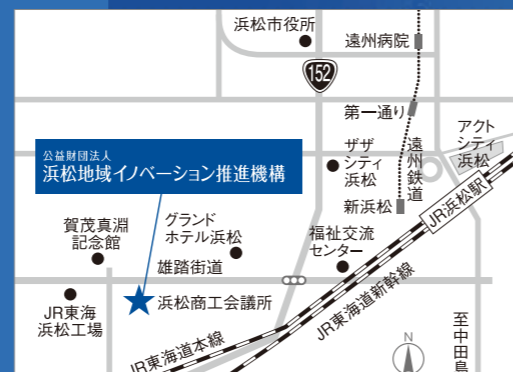 浜松市役所
遠州病院
152
第一通り
アクト
シティ
浜松
ザザ
シティ
浜松
遠州鉄道
公益財団法人
浜松地域イノベーション推進機構
新浜松
JR浜松駅
賀茂真淵
記念館
グランド
ホテル浜松
福祉交流
センター
雄踏街道
JR東海
浜松工場
浜松商工会議所
JR東海道新幹線
JR東海道本線
至中田島
N